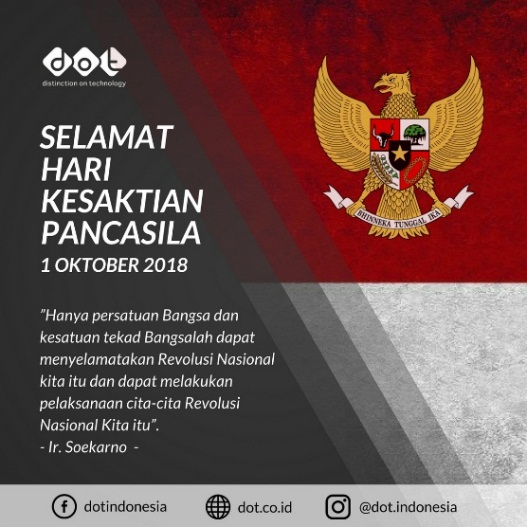 dot
distinction on technology
SELAMAT
HARI
KESAKTIAN
PANCASILA
1 OKTOBER 2018
BHINNEKA TUNGGAL IKA
"Hanya persatuan Bangsa dan
kesatuan tekad Bangsalah dapat
menyelamatakan Revolusi Nasional
kita itu dan dapat melakukan
pelaksanaan cita-cita Revolusi
Nasional Kita itu”.
- Ir. Soekarno -
dotindonesia
dot.co.id
@dot.indonesia